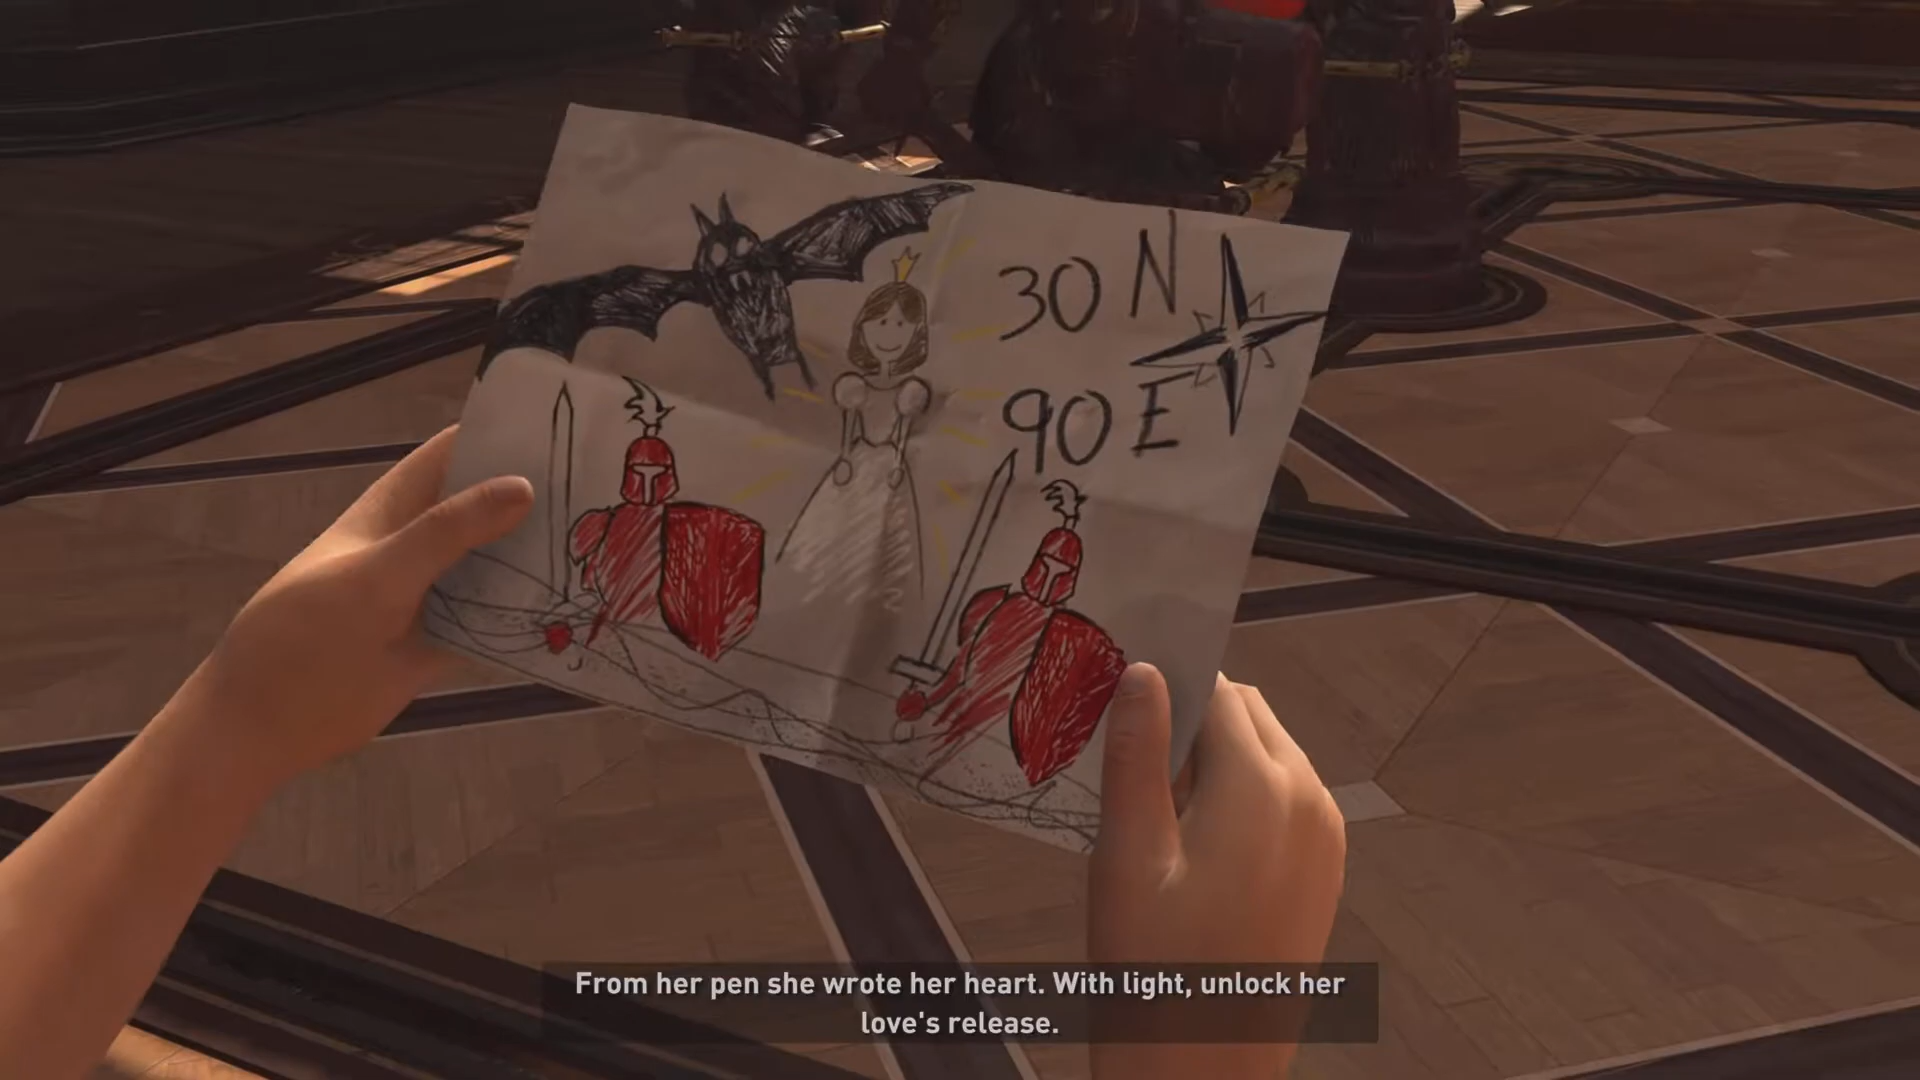 30 N
90 E
From her pen she wrote her heart. With light, unlock her
love's release.